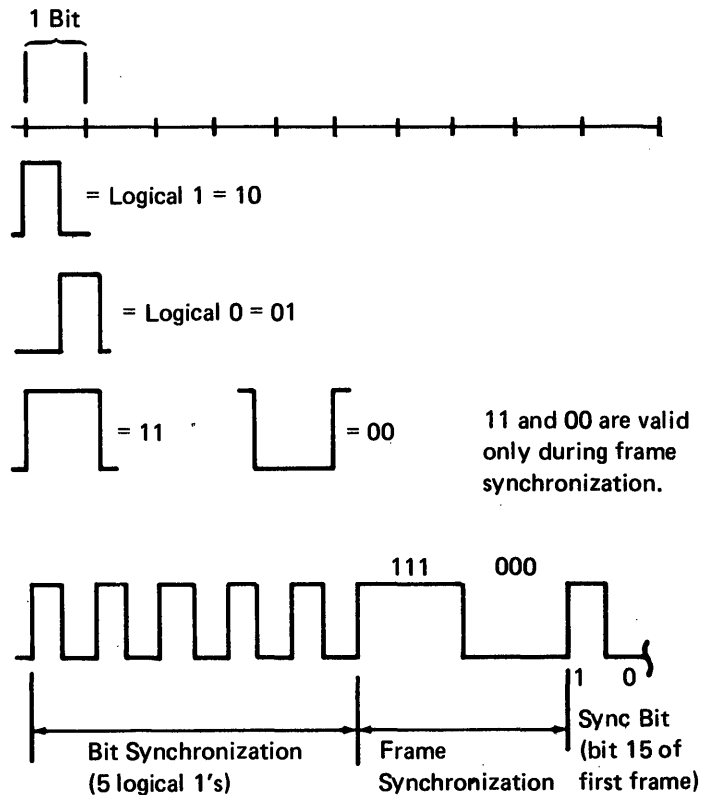 1 Bit
= Logical 1 = 10
= Logical 0 = 01
= 11
= 00
11 and 00 are valid
only during frame
synchronization.
111
000
1
0
Bit Synchronization
(5 logical 1's)
Frame
Synchronization
Sync Bit
(bit 15 of
first frame)